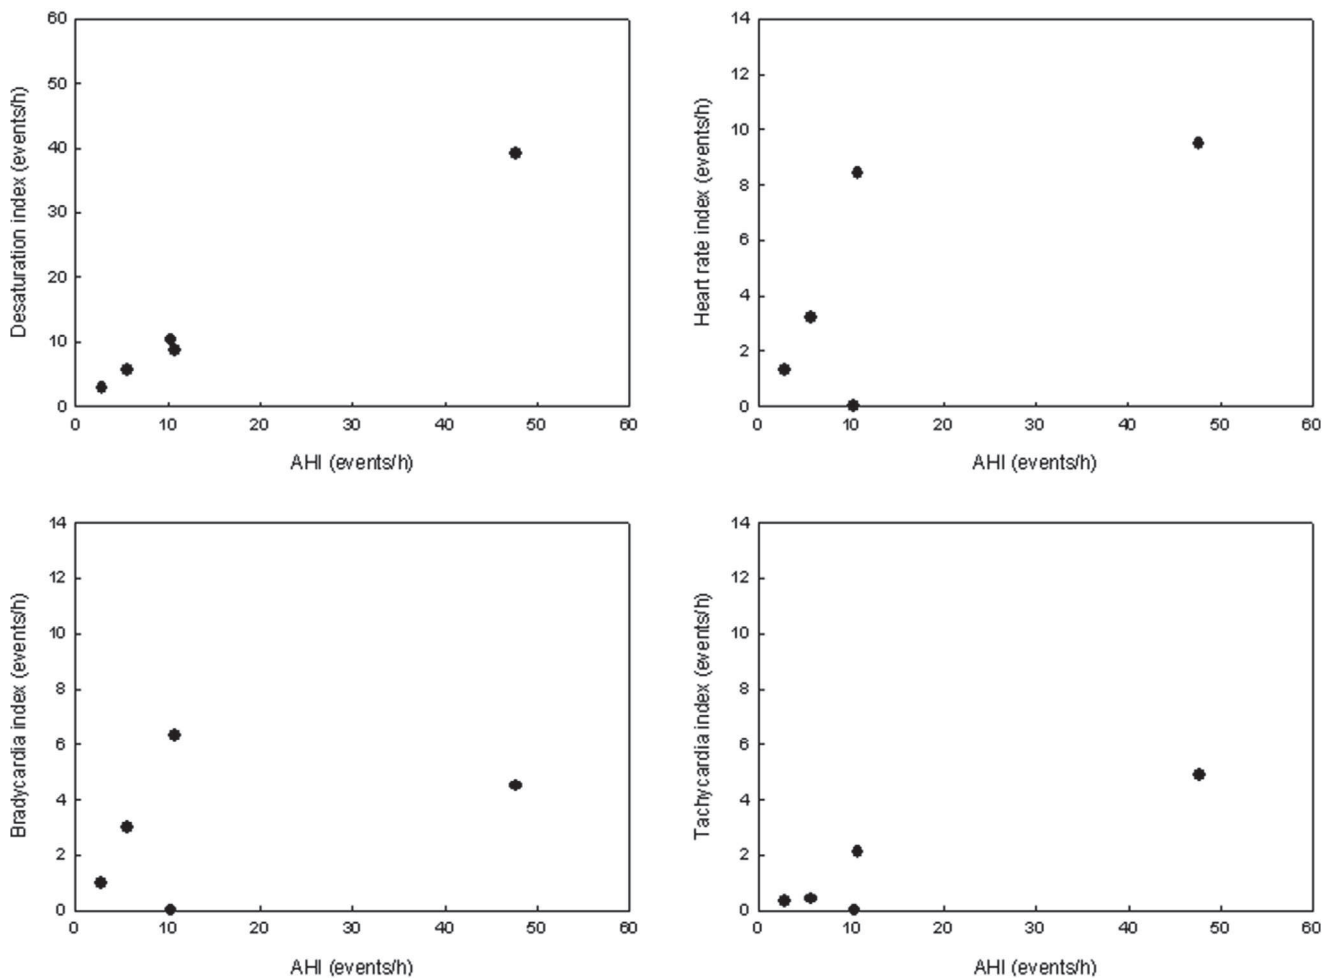 60
50
40
30
20
10
0
Desaturation index (events/h)
0 10 20 30 40 50 60
AHI (events/h)
14
12
10
8
6
4
2
0
Heart rate index (events/h)
0 10 20 30 40 50 60
AHI (events/h)
14
12
10
8
6
4
2
0
Bradycardia index (events/h)
0 10 20 30 40 50 60
AHI (events/h)
14
12
10
8
6
4
2
0
Tachycardia index (events/h)
0 10 20 30 40 50 60
AHI (events/h)